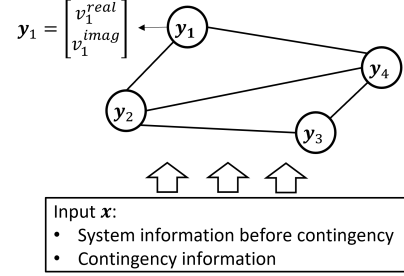 y₁ = [v₁^real v₁^imag]
y₁
y₄
y₂
y₃
Input x:
• System information before contingency
• Contingency information